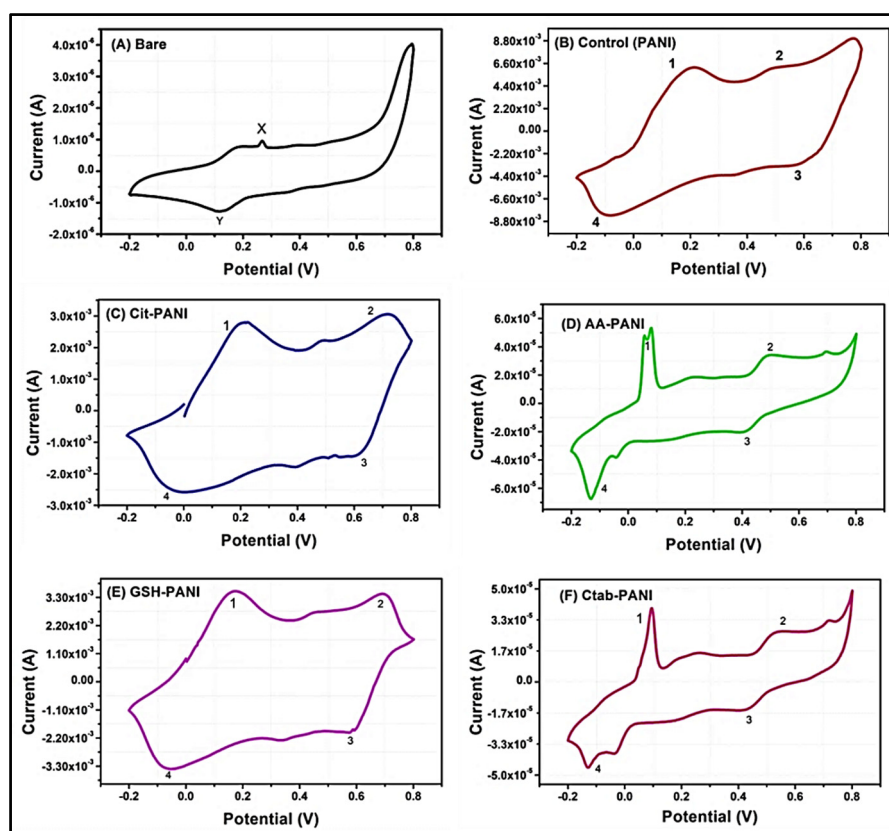 (A) Bare
4.0x10⁻⁶
3.0x10⁻⁶
2.0x10⁻⁶
1.0x10⁻⁶
0.0
-1.0x10⁻⁶
-2.0x10⁻⁶
X
Y
-0.2 0.0 0.2 0.4 0.6 0.8
Current (A)
Potential (V)
(B) Control (PANI)
8.80x10⁻³
6.60x10⁻³
4.40x10⁻³
0.00
-2.20x10⁻³
-4.40x10⁻³
-6.60x10⁻³
-8.80x10⁻³
1
2
3
4
-0.2 0.0 0.2 0.4 0.6 0.8
Current (A)
Potential (V)
(C) Cit-PANI
3.0x10⁻³
2.0x10⁻³
1.0x10⁻³
0.0
-1.0x10⁻³
-2.0x10⁻³
-3.0x10⁻³
1
2
3
4
-0.2 0.0 0.2 0.4 0.6 0.8
Current (A)
Potential (V)
(D) AA-PANI
6.0x10⁻⁵
4.0x10⁻⁵
2.0x10⁻⁵
0.0
-2.0x10⁻⁵
-4.0x10⁻⁵
-6.0x10⁻⁵
1
2
3
4
-0.2 0.0 0.2 0.4 0.6 0.8
Current (A)
Potential (V)
(E) GSH-PANI
3.30x10⁻³
2.20x10⁻³
1.10x10⁻³
0.00
-1.10x10⁻³
-2.20x10⁻³
-3.30x10⁻³
1
2
3
4
-0.2 0.0 0.2 0.4 0.6 0.8
Current (A)
Potential (V)
(F) Ctab-PANI
5.0x10⁻⁵
3.3x10⁻⁵
1.7x10⁻⁵
0.0
-1.7x10⁻⁵
-3.3x10⁻⁵
-5.0x10⁻⁵
1
2
3
4
-0.2 0.0 0.2 0.4 0.6 0.8
Current (A)
Potential (V)